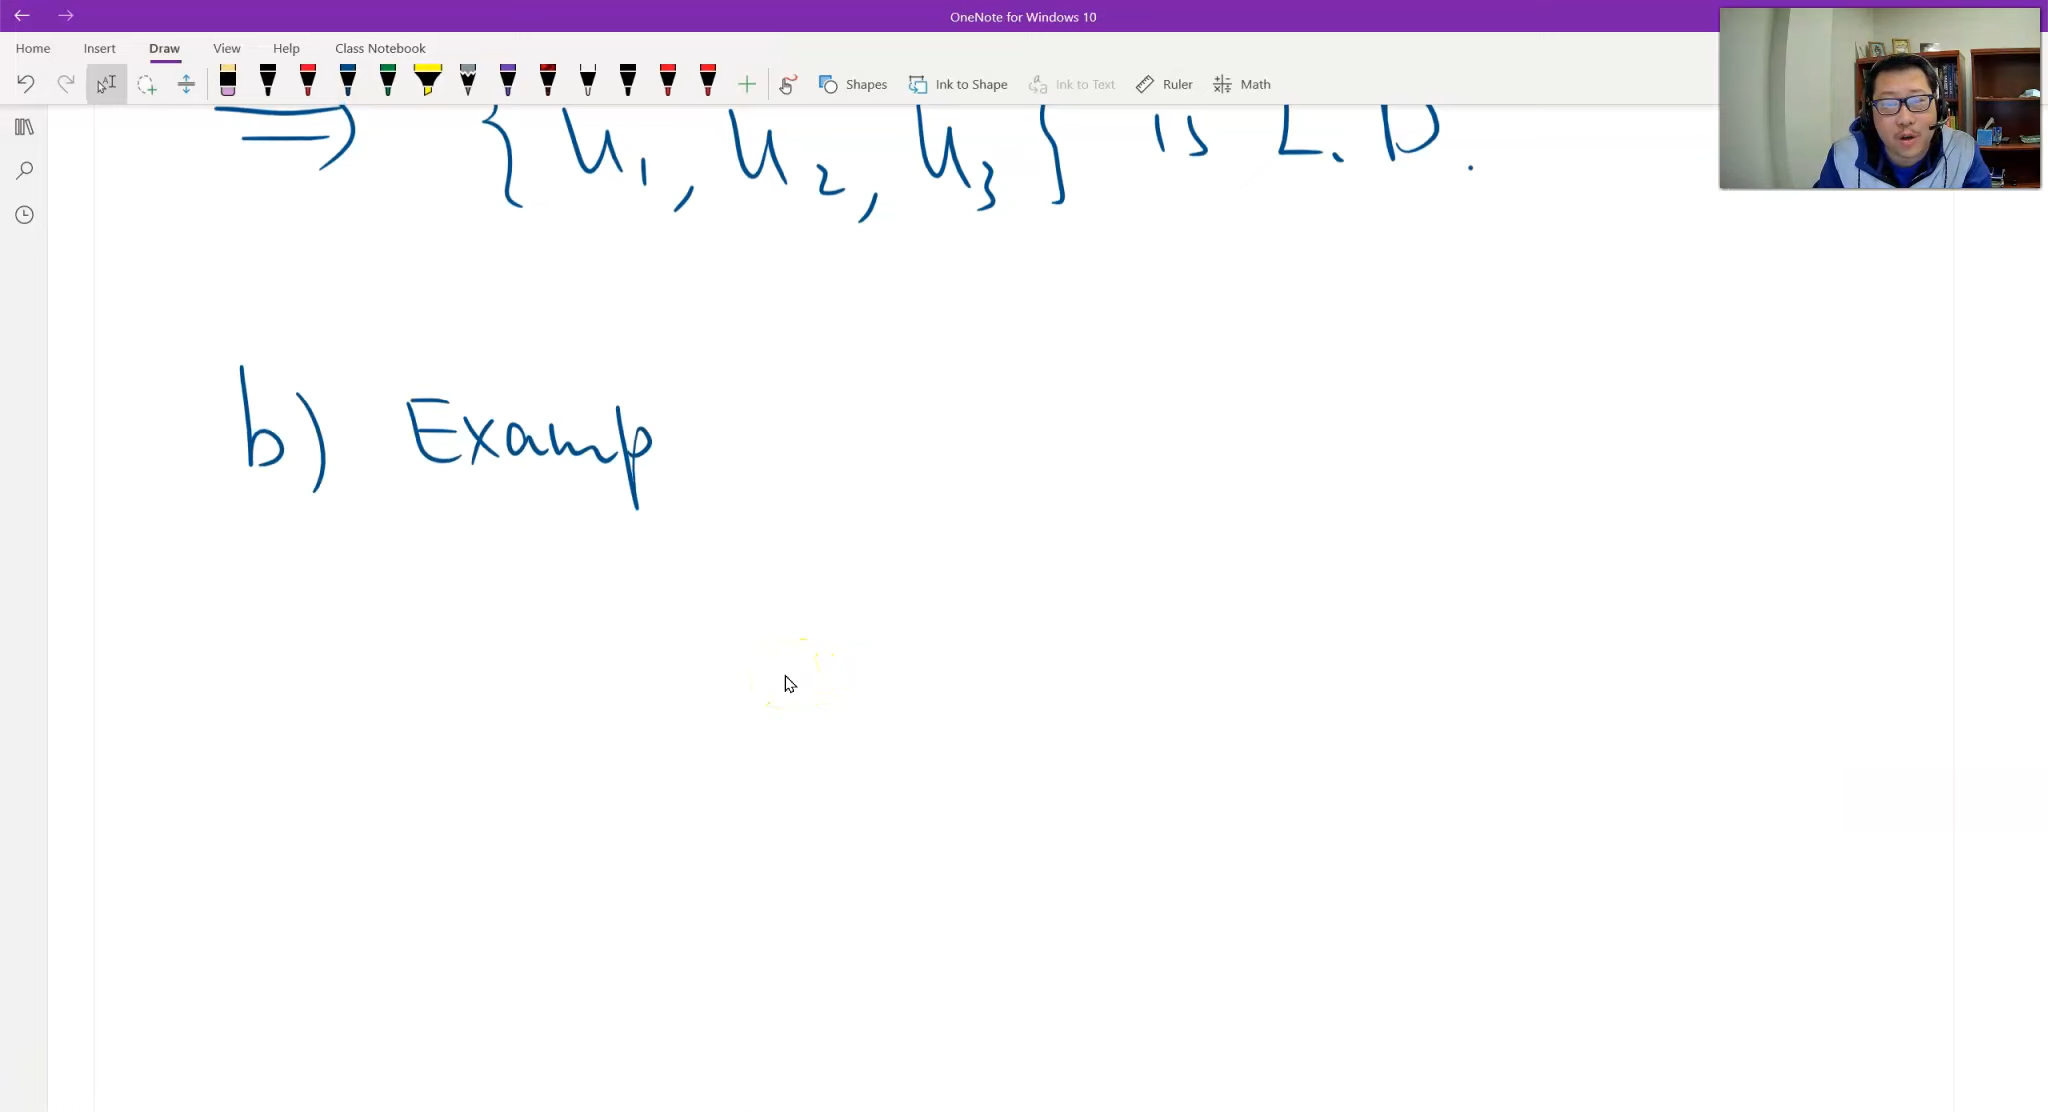 OneNote for Windows 10
Home Insert Draw View Help Class Notebook
Shapes Ink to Shape Ink to Text Ruler Math
⇒ {u₁, u₂, u₃} is L.D.
b) Examp